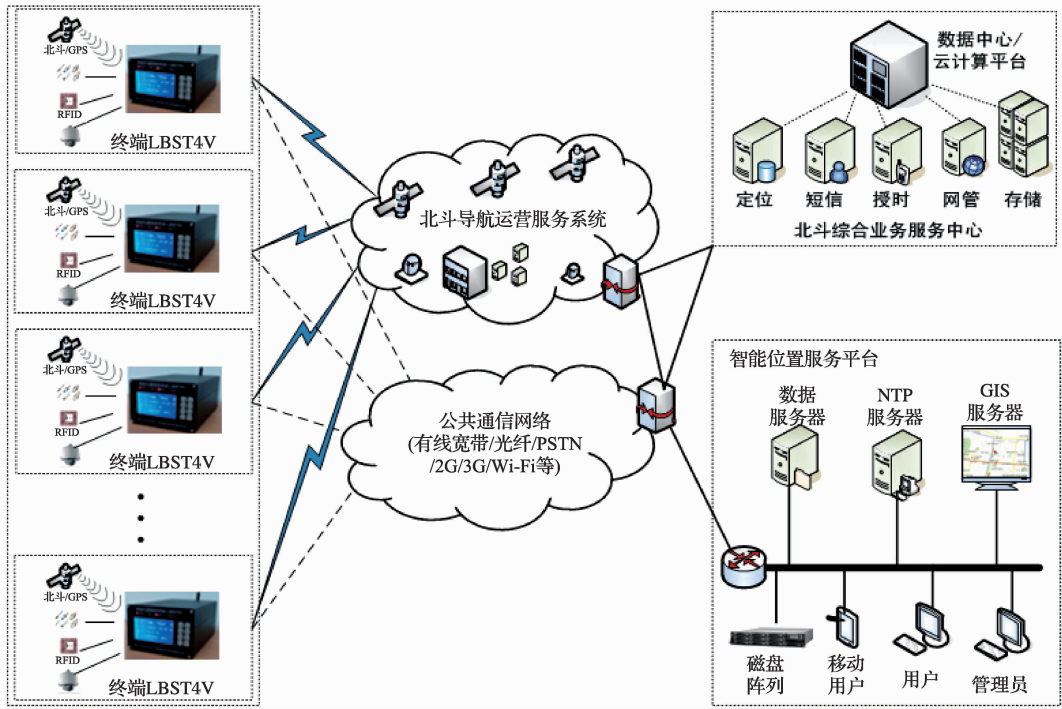 北斗/GPS
RFID
终端LBST4V
北斗/GPS
RFID
终端LBST4V
北斗/GPS
RFID
终端LBST4V
北斗/GPS
RFID
终端LBST4V
北斗导航运营服务系统
公共通信网络
(有线宽带/光纤/PSTN
/2G/3G/Wi-Fi等)
数据中心/
云计算平台
定位
短信
授时
网管
存储
北斗综合业务服务中心
智能位置服务平台
数据
服务器
NTP
服务器
GIS
服务器
磁盘
阵列
移动
用户
用户
管理员